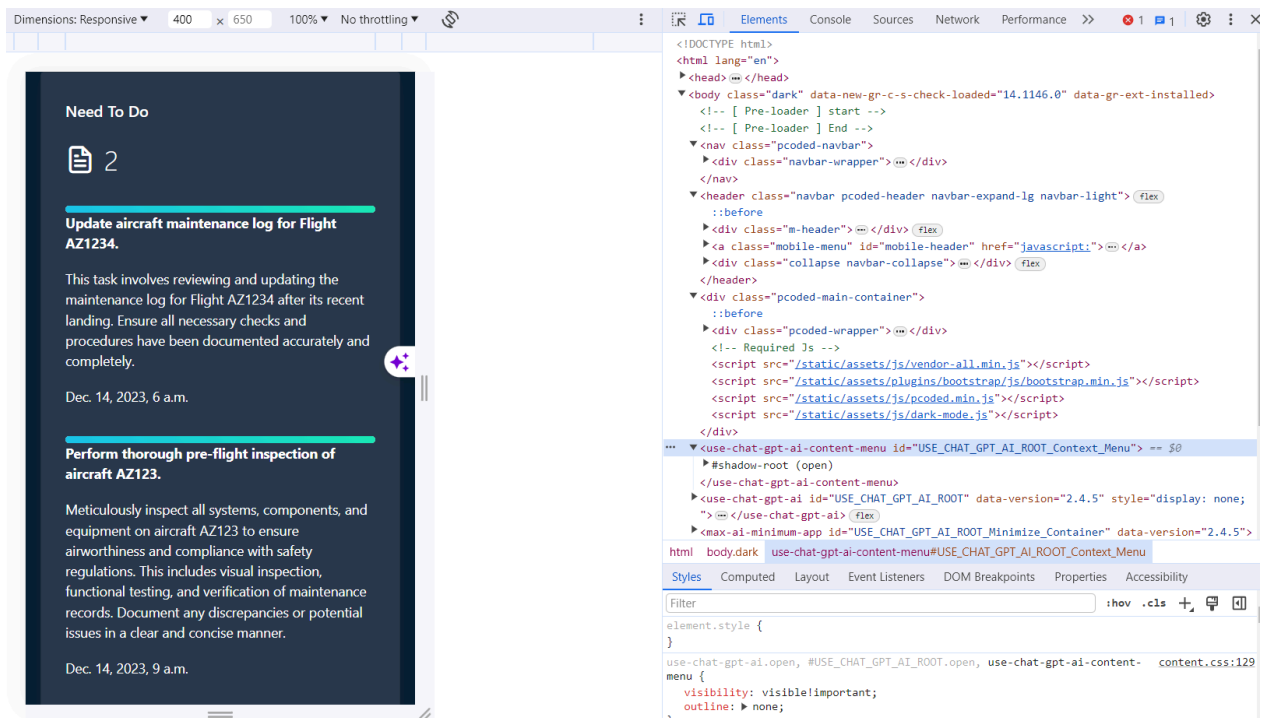 Dimensions: Responsive ▼ 400 × 650 100% ▼ No throttling ▼
Need To Do
2
Update aircraft maintenance log for Flight
AZ1234.
This task involves reviewing and updating the
maintenance log for Flight AZ1234 after its recent
landing. Ensure all necessary checks and
procedures have been documented accurately and
completely.
Dec. 14, 2023, 6 a.m.
Perform thorough pre-flight inspection of
aircraft AZ123.
Meticulously inspect all systems, components, and
equipment on aircraft AZ123 to ensure
airworthiness and compliance with safety
regulations. This includes visual inspection,
functional testing, and verification of maintenance
records. Document any discrepancies or potential
issues in a clear and concise manner.
Dec. 14, 2023, 9 a.m.
Elements Console Sources Network Performance 1 1
<!DOCTYPE html>
<html lang="en">
<head> ••• </head>
<body class="dark" data-new-gr-c-s-check-loaded="14.1146.0" data-gr-ext-installed>
<!-- [ Pre-loader ] start -->
<!-- [ Pre-loader ] End -->
<nav class="pcoded-navbar">
<div class="navbar-wrapper"> ••• </div>
</nav>
<header class="navbar pcoded-header navbar-expand-lg navbar-light"> flex
::before
<div class="m-header"> ••• </div> flex
<a class="mobile-menu" id="mobile-header" href="javascript:"> ••• </a>
<div class="collapse navbar-collapse"> ••• </div> flex
</header>
<div class="pcoded-main-container">
::before
<div class="pcoded-wrapper"> ••• </div>
<!-- Required Js -->
<script src="/static/assets/js/vendor-all.min.js"></script>
<script src="/static/assets/plugins/bootstrap/js/bootstrap.min.js"></script>
<script src="/static/assets/js/pcoded.min.js"></script>
<script src="/static/assets/js/dark-mode.js"></script>
</div>
••• <use-chat-gpt-ai-content-menu id="USE_CHAT_GPT_AI_ROOT_Context_Menu"> == $0
#shadow-root (open)
</use-chat-gpt-ai-content-menu>
<use-chat-gpt-ai id="USE_CHAT_GPT_AI_ROOT" data-version="2.4.5" style="display: none;
"> ••• </use-chat-gpt-ai> flex
<max-ai-minimum-app id="USE_CHAT_GPT_AI_ROOT_Minimize_Container" data-version="2.4.5">
html body.dark use-chat-gpt-ai-content-menu#USE_CHAT_GPT_AI_ROOT_Context_Menu
Styles Computed Layout Event Listeners DOM Breakpoints Properties Accessibility
Filter :hov .cls
element.style {
}
use-chat-gpt-ai.open, #USE_CHAT_GPT_AI_ROOT.open, use-chat-gpt-ai-content- content.css:129
menu {
visibility: visible!important;
outline: ▶ none;